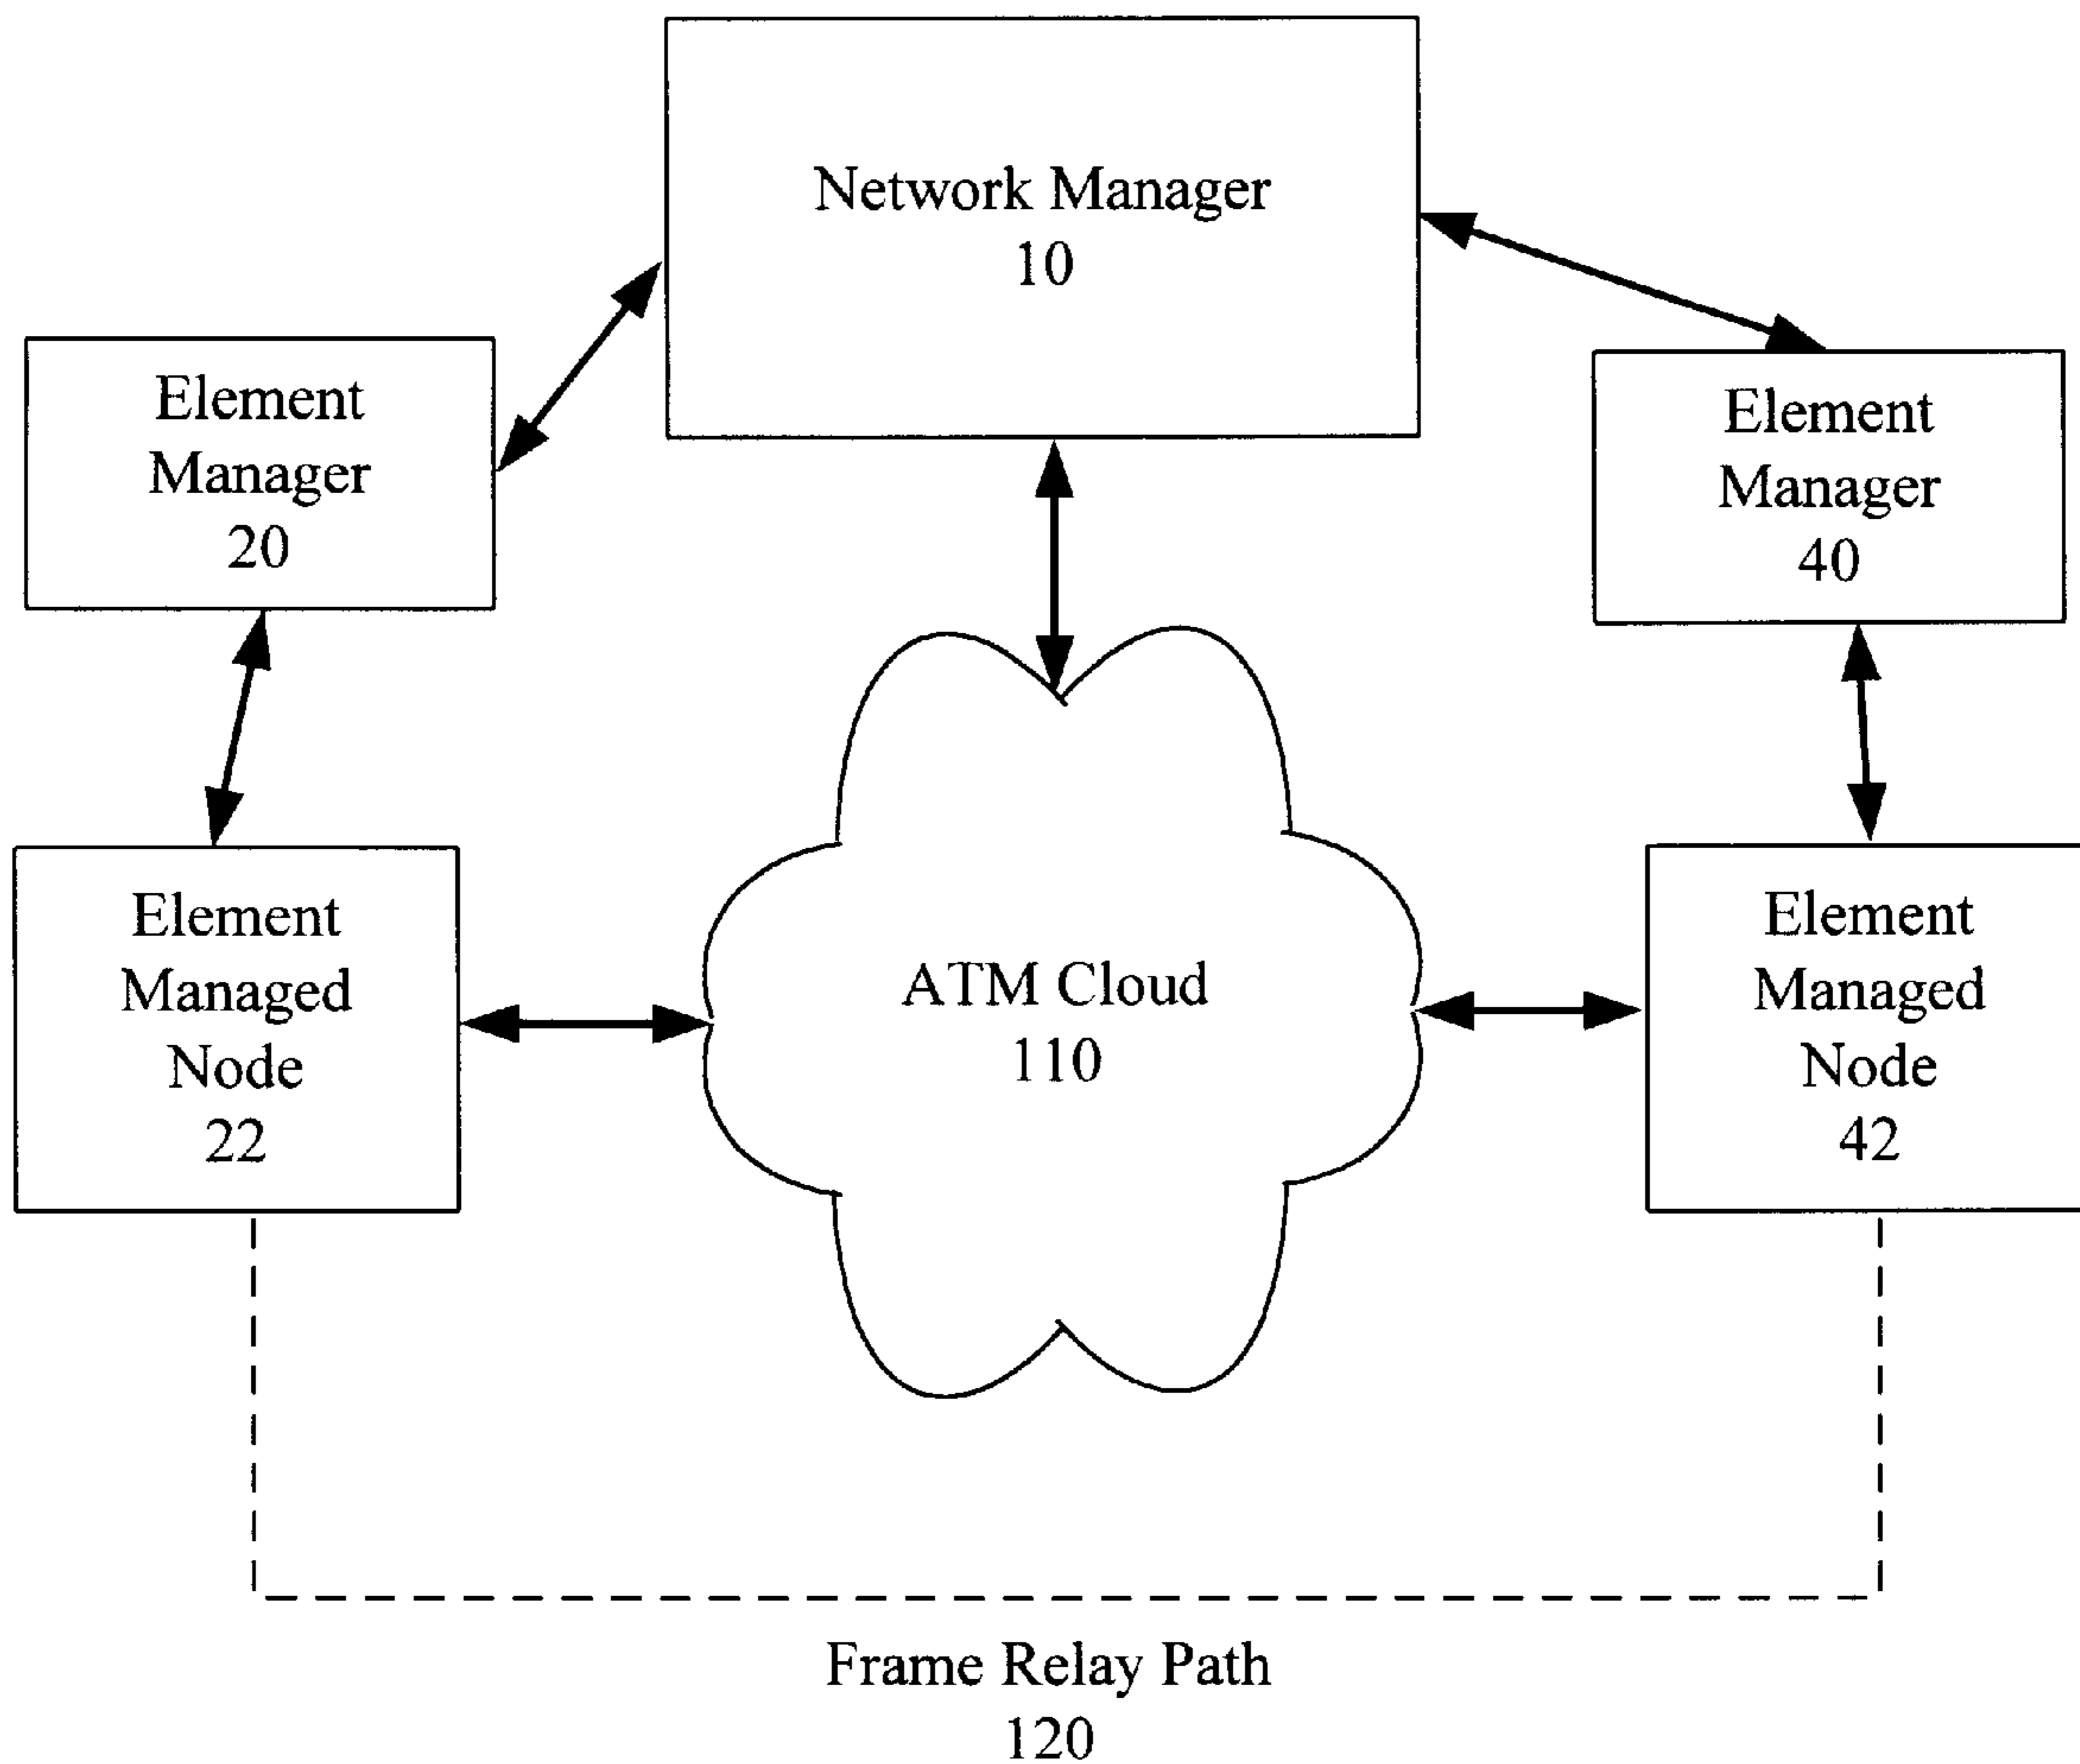 Network Manager
10
Element
Manager
20
Element
Manager
40
Element
Managed
Node
22
ATM Cloud
110
Element
Managed
Node
42
Frame Relay Path
120